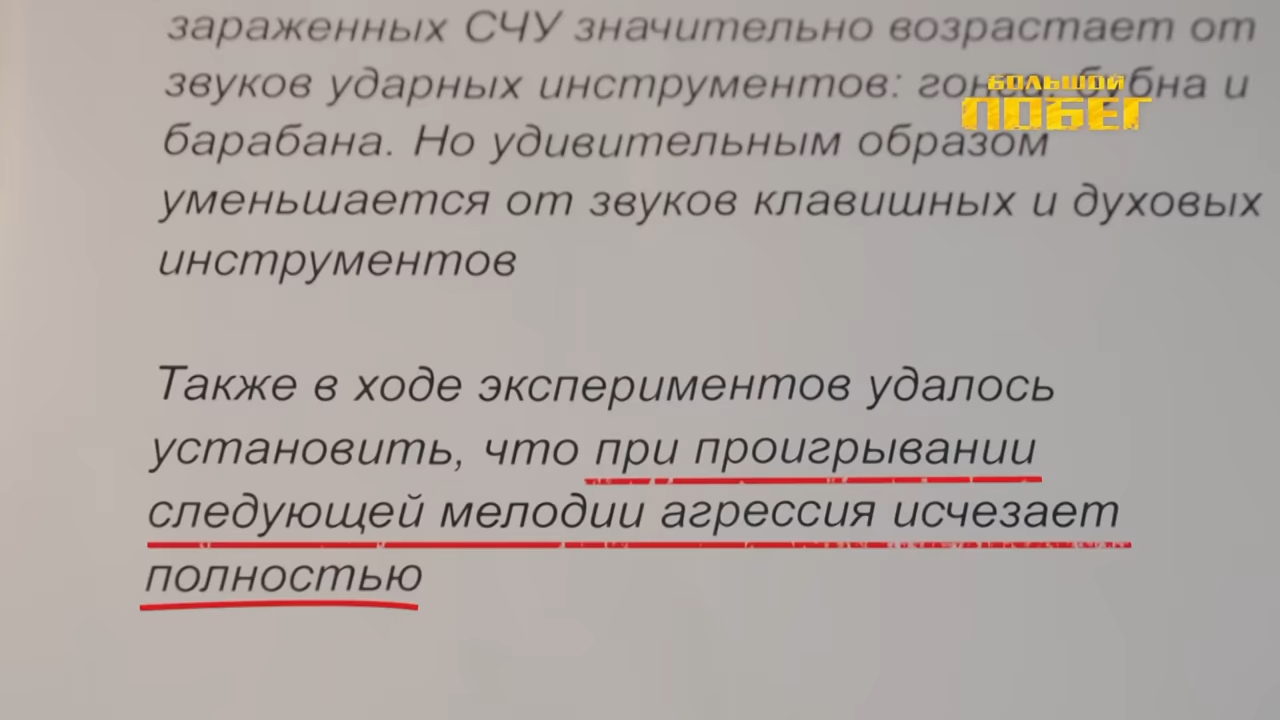 зараженных СЧУ значительно возрастает от
звуков ударных инструментов: гонга, бубна и
БОЛЬШОЙ
ПОБЕГ
барабана. Но удивительным образом
уменьшается от звуков клавишных и духовых
инструментов
Также в ходе экспериментов удалось
установить, что при проигрывании
следующей мелодии агрессия исчезает
полностью